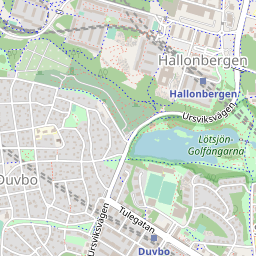 Hallonbergen
Hallonbergen
Ursviksvägen
Lötsjön-
Golfängarna
Duvbo
Ursviksvägen
Tulegatan
Duvbo